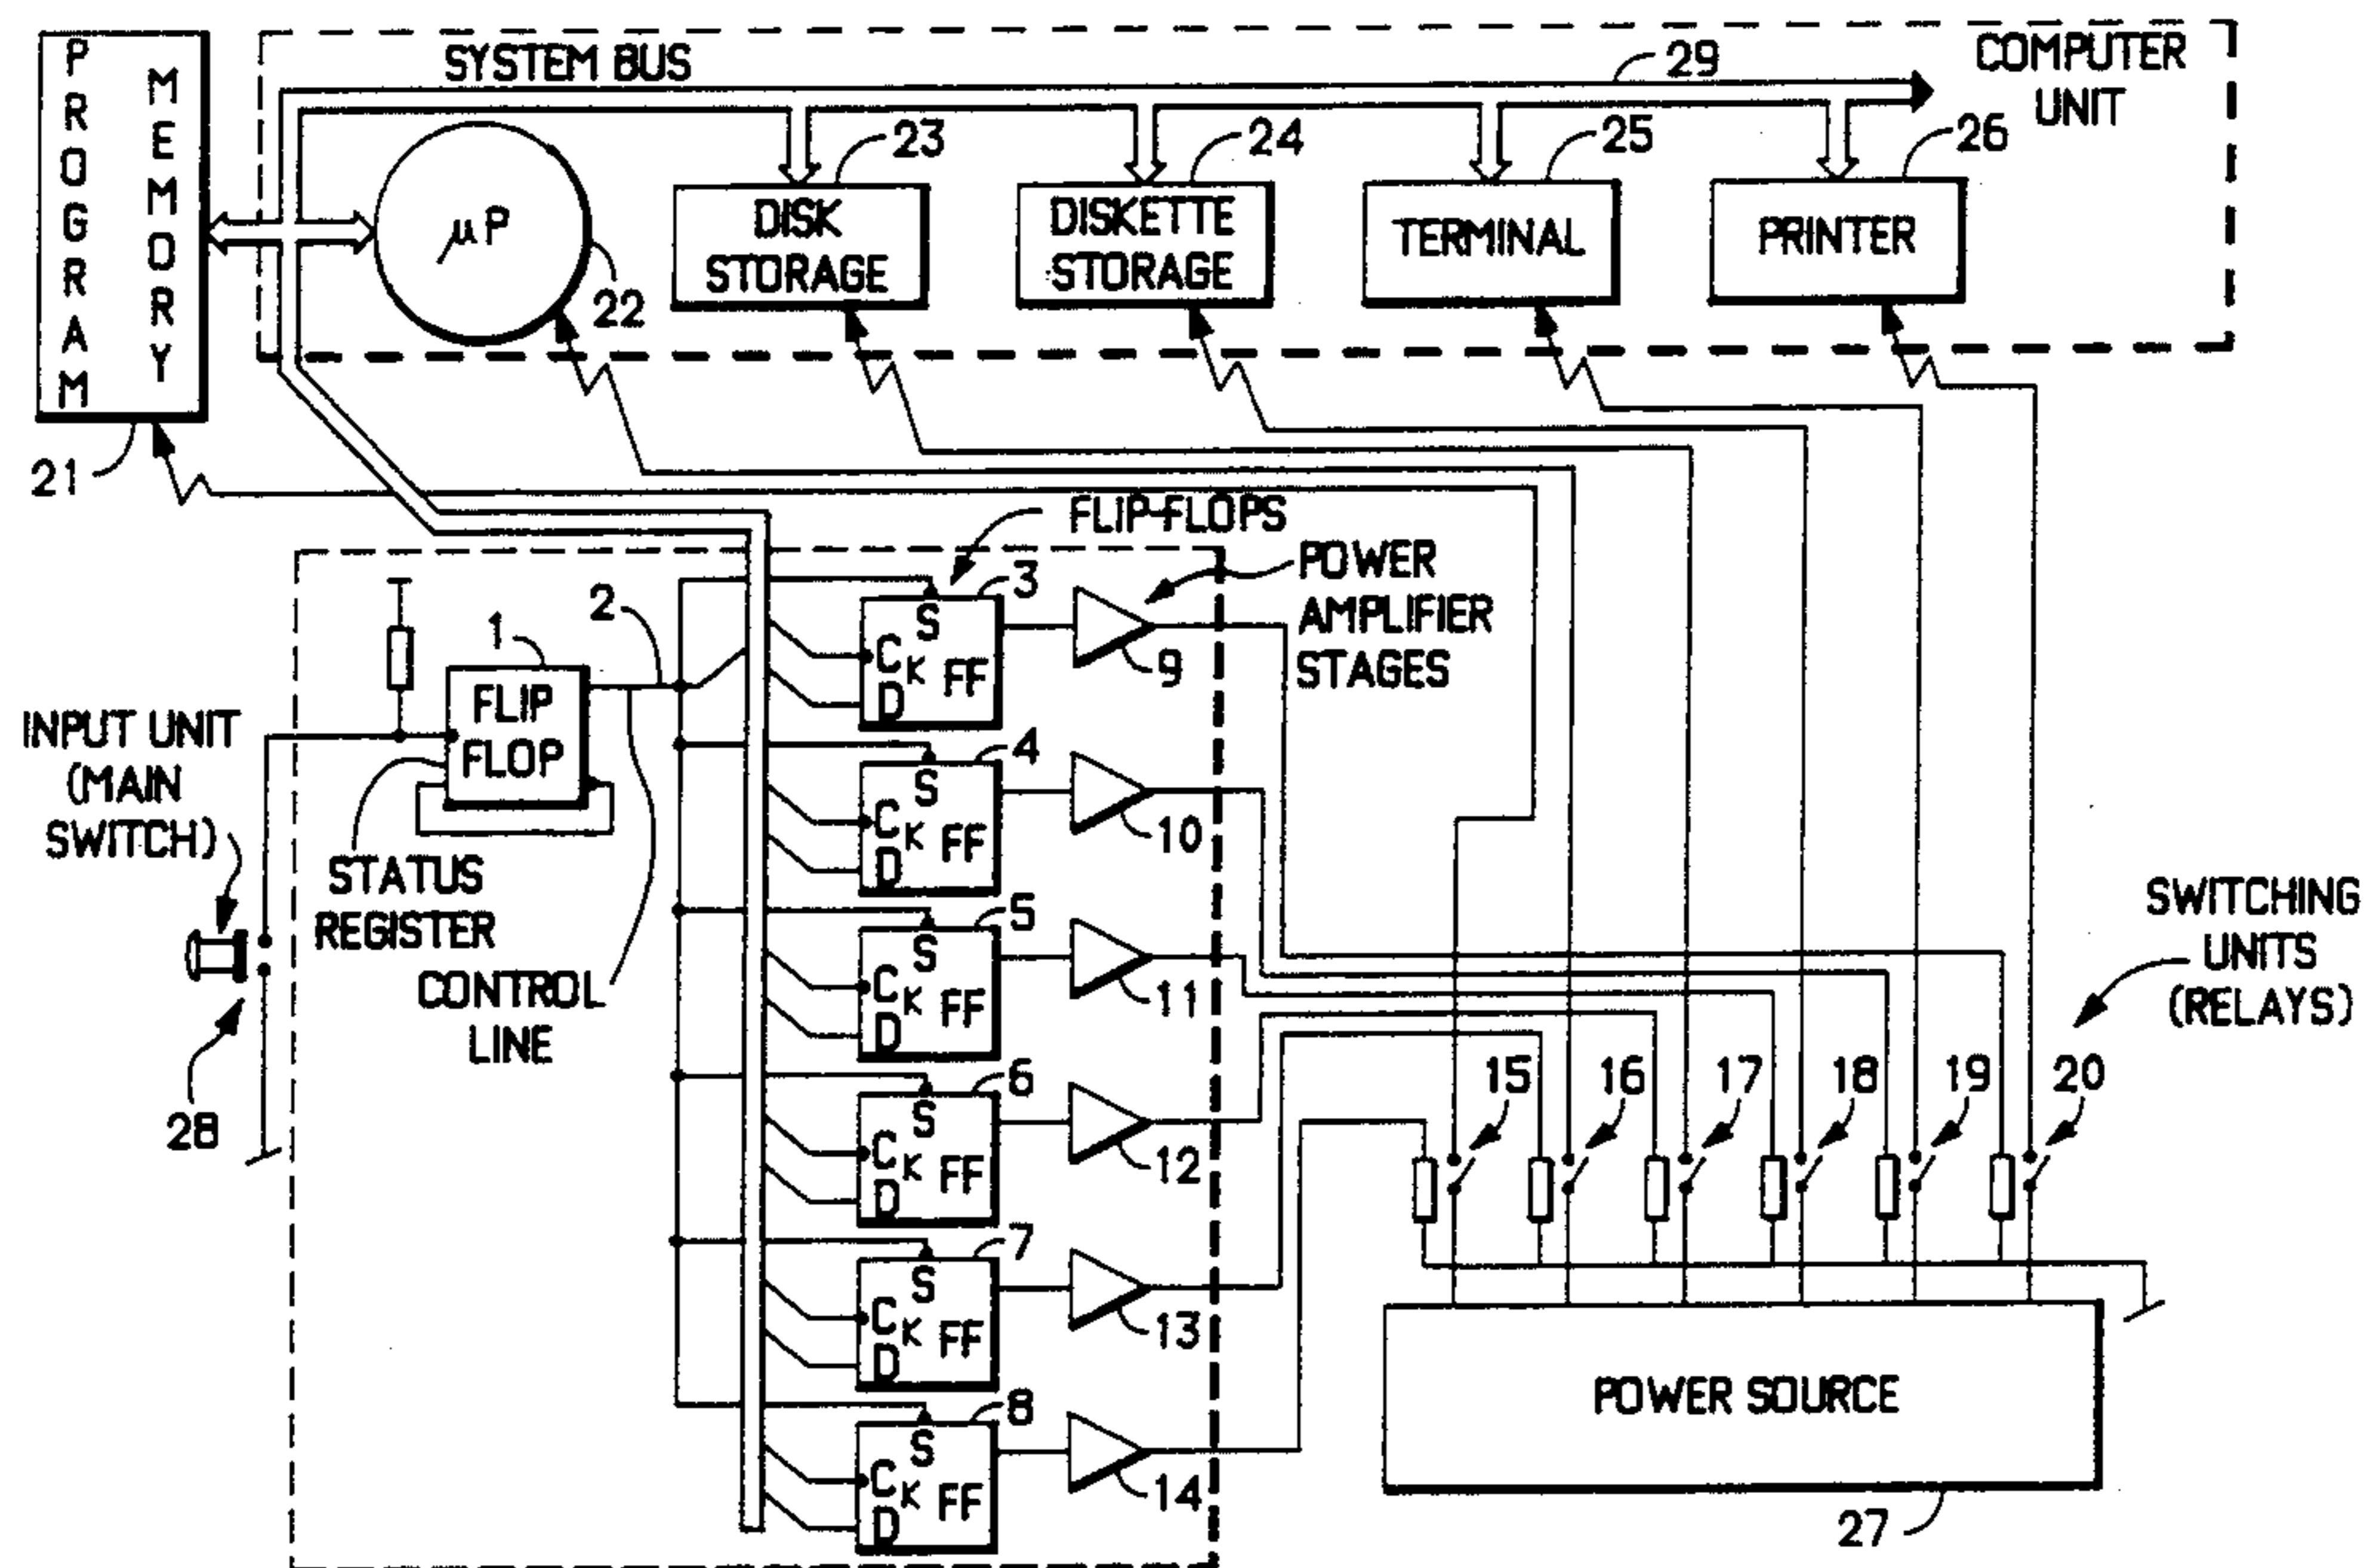 PROGRAM
MEMORY
SYSTEM BUS
29
COMPUTER
UNIT
μP
22
23
DISK
STORAGE
24
DISKETTE
STORAGE
25
TERMINAL
26
PRINTER
21
FLIP-FLOPS
POWER
AMPLIFIER
STAGES
1
FLIP
FLOP
2
INPUT UNIT
(MAIN
SWITCH)
STATUS
REGISTER
CONTROL
LINE
28
3
S
CK
FF
D
9
4
S
CK
FF
D
10
5
S
CK
FF
D
11
6
S
CK
FF
D
12
7
S
CK
FF
D
13
8
S
CK
FF
D
14
SWITCHING
UNITS
(RELAYS)
15
16
17
18
19
20
POWER SOURCE
27